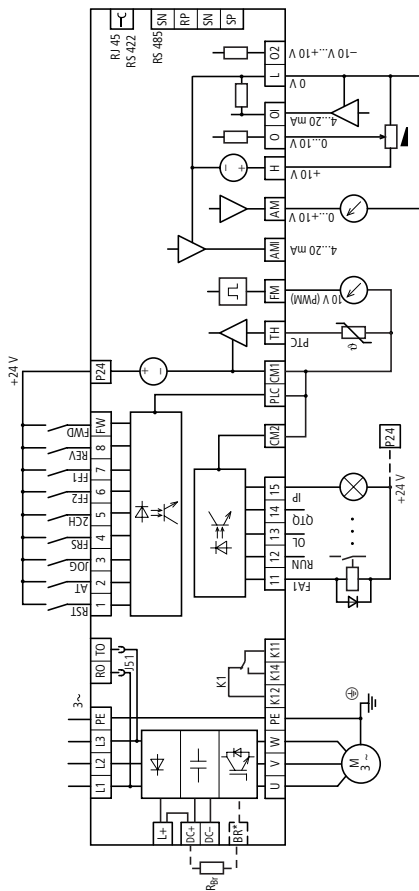 RJ 45
RS 422
RS 485
SN
RP
SN
SP
+24 V
P24
FWD
REV
FF1
FF2
2CH
FRS
JOG
AT
RST
FW
8
7
6
5
4
3
2
1
3~
RO
TO
J51
L1
L2
L3
PE
L+
DC+
DC–
BR*
RBr
U
V
W
PE
M
3 ~
K1
K12
K14
K11
11
12
13
14
15
FA1
RUN
OL
QTQ
IP
P24
+24 V
CM2
PLC
CM1
TH
FM
AMI
AM
H
O
OI
L
O2
PTC
ϑ
10 V (PWM)
4...20 mA
0...+10 V
+10 V
0...10 V
4...20 mA
0 V
–10 V...+10 V